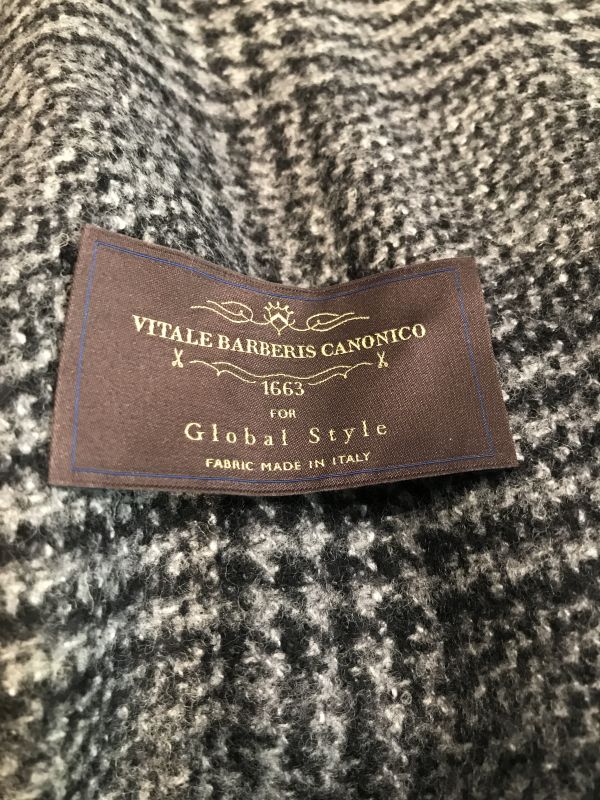 VITALE BARBERIS CANONICO
1663
FOR
Global Style
FABRIC MADE IN ITALY